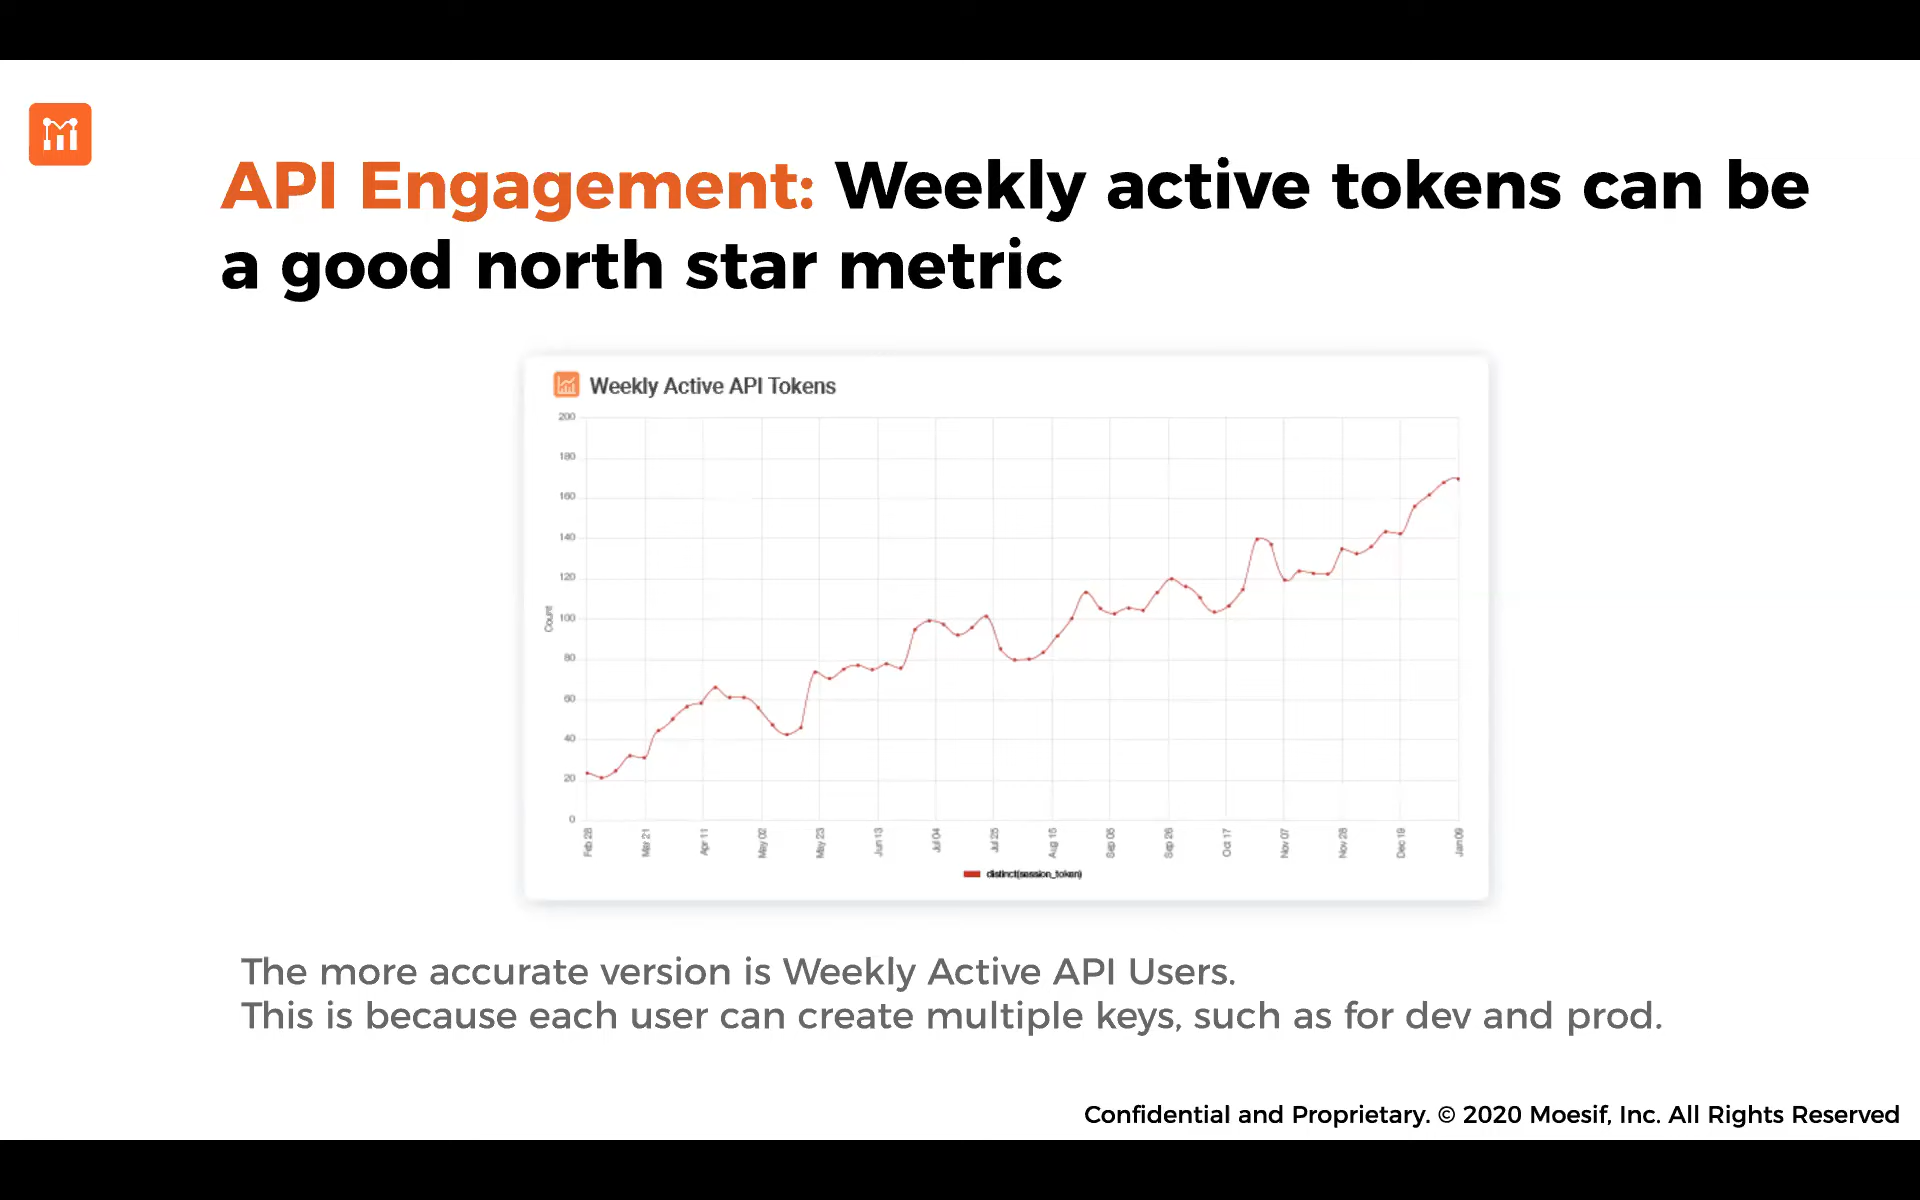 API Engagement: Weekly active tokens can be
a good north star metric
Weekly Active API Tokens
200
180
160
140
120
100
80
60
40
20
0
Count
Feb 28
Mar 21
Apr 11
May 02
May 23
Jun 13
Jul 04
Jul 25
Aug 15
Sep 05
Sep 26
Oct 17
Nov 07
Nov 28
Dec 19
Jan 09
distinct(session_token)
The more accurate version is Weekly Active API Users.
This is because each user can create multiple keys, such as for dev and prod.
Confidential and Proprietary. © 2020 Moesif, Inc. All Rights Reserved